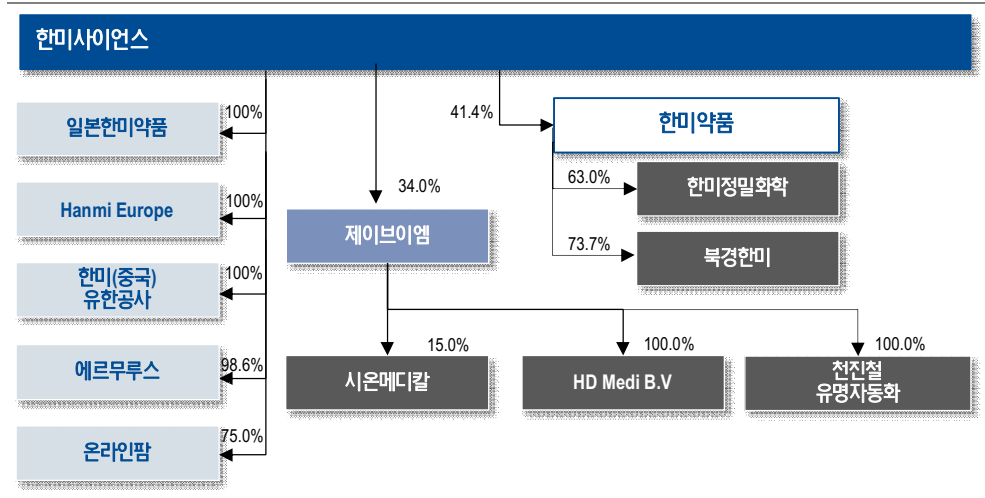 한미사이언스
100%
일본한미약품
41.4%
한미약품
63.0%
한미정밀화학
34.0%
100%
Hanmi Europe
제이브이엠
73.7%
북경한미
100%
한미(중국)
유한공사
15.0%
100.0%
100.0%
98.6%
에르무루스
시온메디칼
HD Medi B.V
천진철
유명자동화
75.0%
온라인팜